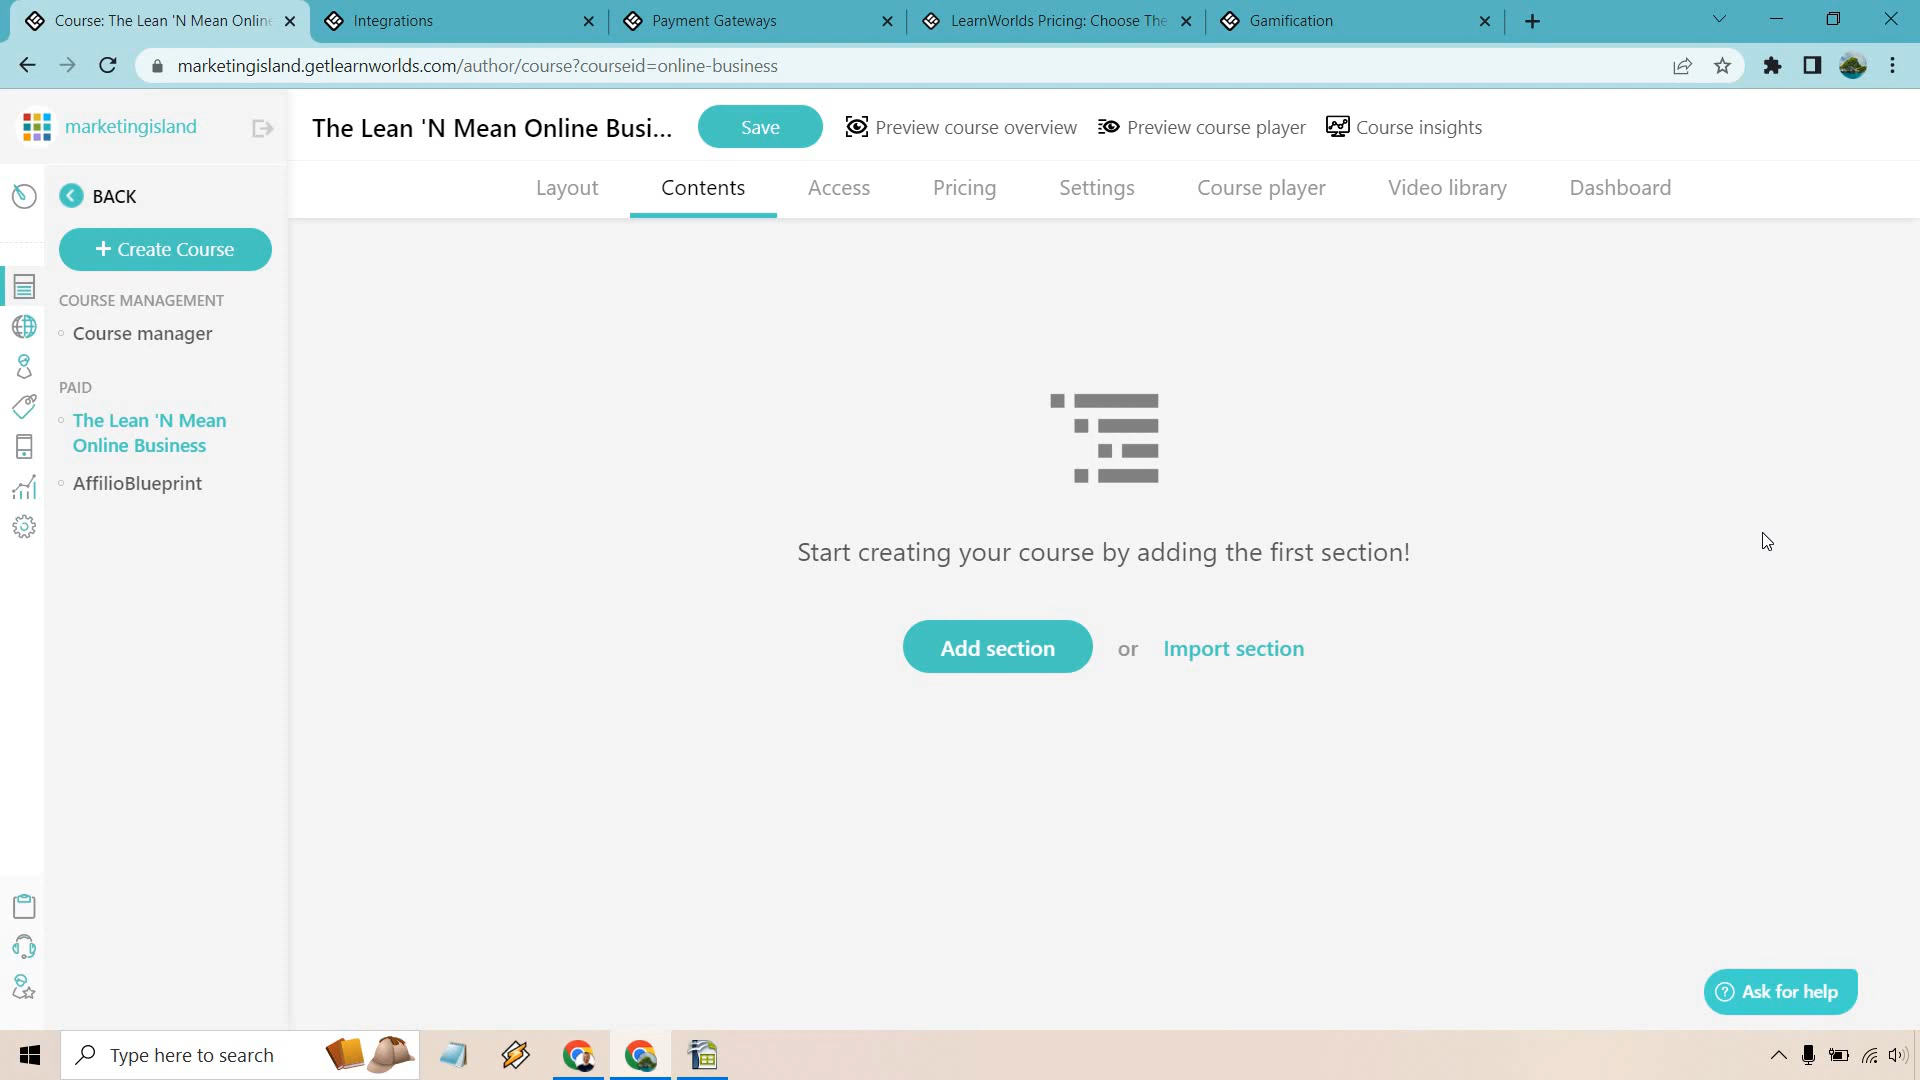 Course: The Lean 'N Mean Online
Integrations
Payment Gateways
LearnWorlds Pricing: Choose The
Gamification
marketingisland.getlearnworlds.com/author/course?courseid=online-business
marketingisland
The Lean 'N Mean Online Busi...
Save
Preview course overview
Preview course player
Course insights
Layout
Contents
Access
Pricing
Settings
Course player
Video library
Dashboard
BACK
+ Create Course
COURSE MANAGEMENT
Course manager
PAID
The Lean 'N Mean
Online Business
AffilioBlueprint
Start creating your course by adding the first section!
Add section
or
Import section
? Ask for help
Type here to search